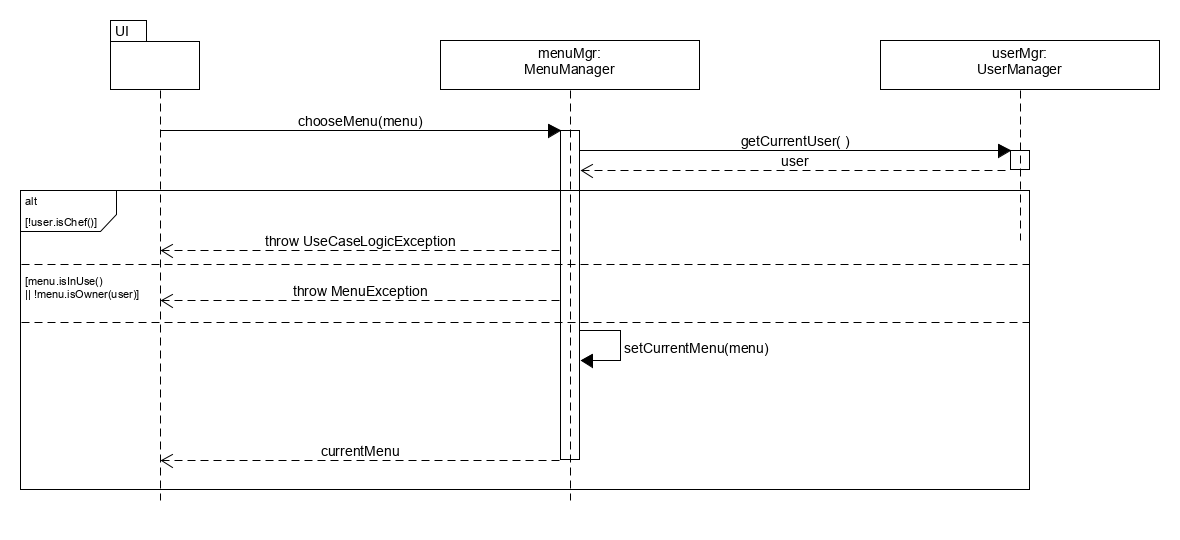 UI
menuMgr:
MenuManager
userMgr:
UserManager
chooseMenu(menu)
getCurrentUser( )
user
alt
[!user.isChef()]
throw UseCaseLogicException
[menu.isInUse()
|| !menu.isOwner(user)]
throw MenuException
setCurrentMenu(menu)
currentMenu